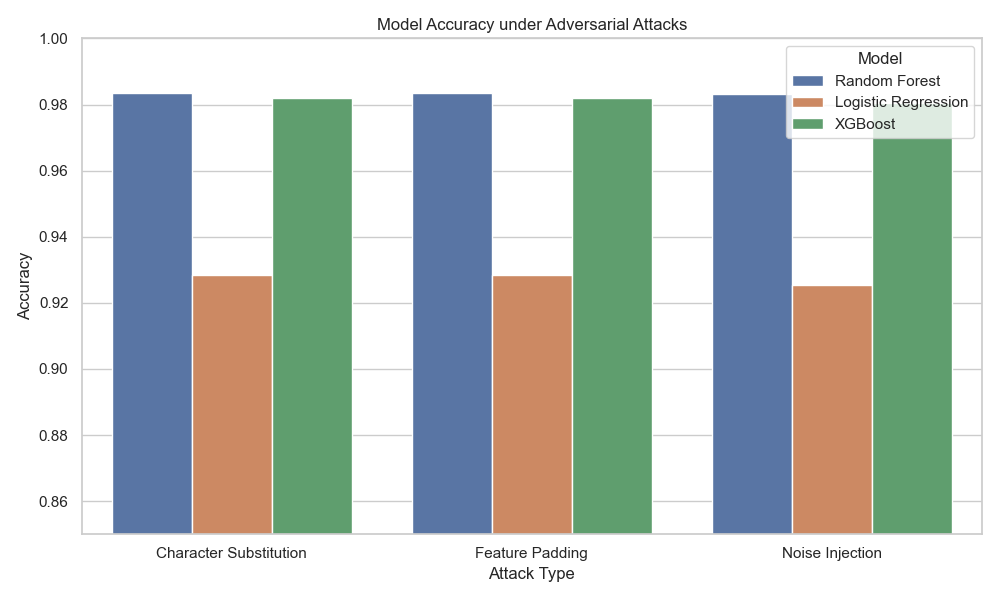 Model Accuracy under Adversarial Attacks
1.00
0.98
0.96
0.94
0.92
0.90
0.88
0.86
Accuracy
Model
Random Forest
Logistic Regression
XGBoost
Character Substitution
Feature Padding
Noise Injection
Attack Type